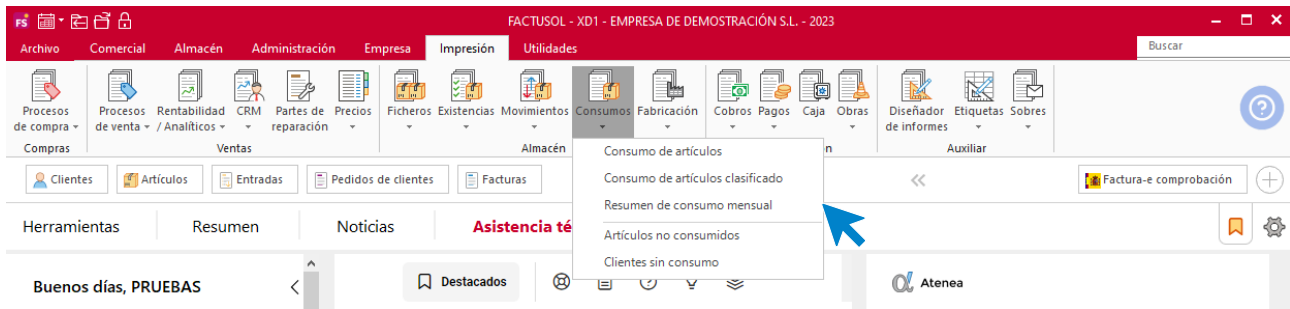 FS
FACTUSOL - XD1 - EMPRESA DE DEMOSTRACIÓN S.L. - 2023
Archivo Comercial Almacén Administración Empresa Impresión Utilidades Buscar
Procesos de compra
Procesos de venta
Rentabilidad / Analíticos
CRM
Partes de reparación
Precios
Ficheros
Existencias
Movimientos
Consumos
Fabricación
Cobros
Pagos
Caja
Obras
Diseñador de informes
Etiquetas
Sobres
Compras Ventas Almacén n Auxiliar
Clientes Artículos Entradas Pedidos de clientes Facturas Factura-e comprobación
Consumo de artículos
Consumo de artículos clasificado
Resumen de consumo mensual
Artículos no consumidos
Clientes sin consumo
Herramientas Resumen Noticias Asistencia té
Buenos días, PRUEBAS
Destacados
Atenea